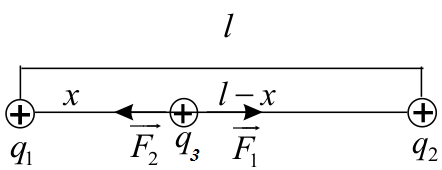 l
x l – x
+ + +
q₁ F₂ q₃ F₁ q₂